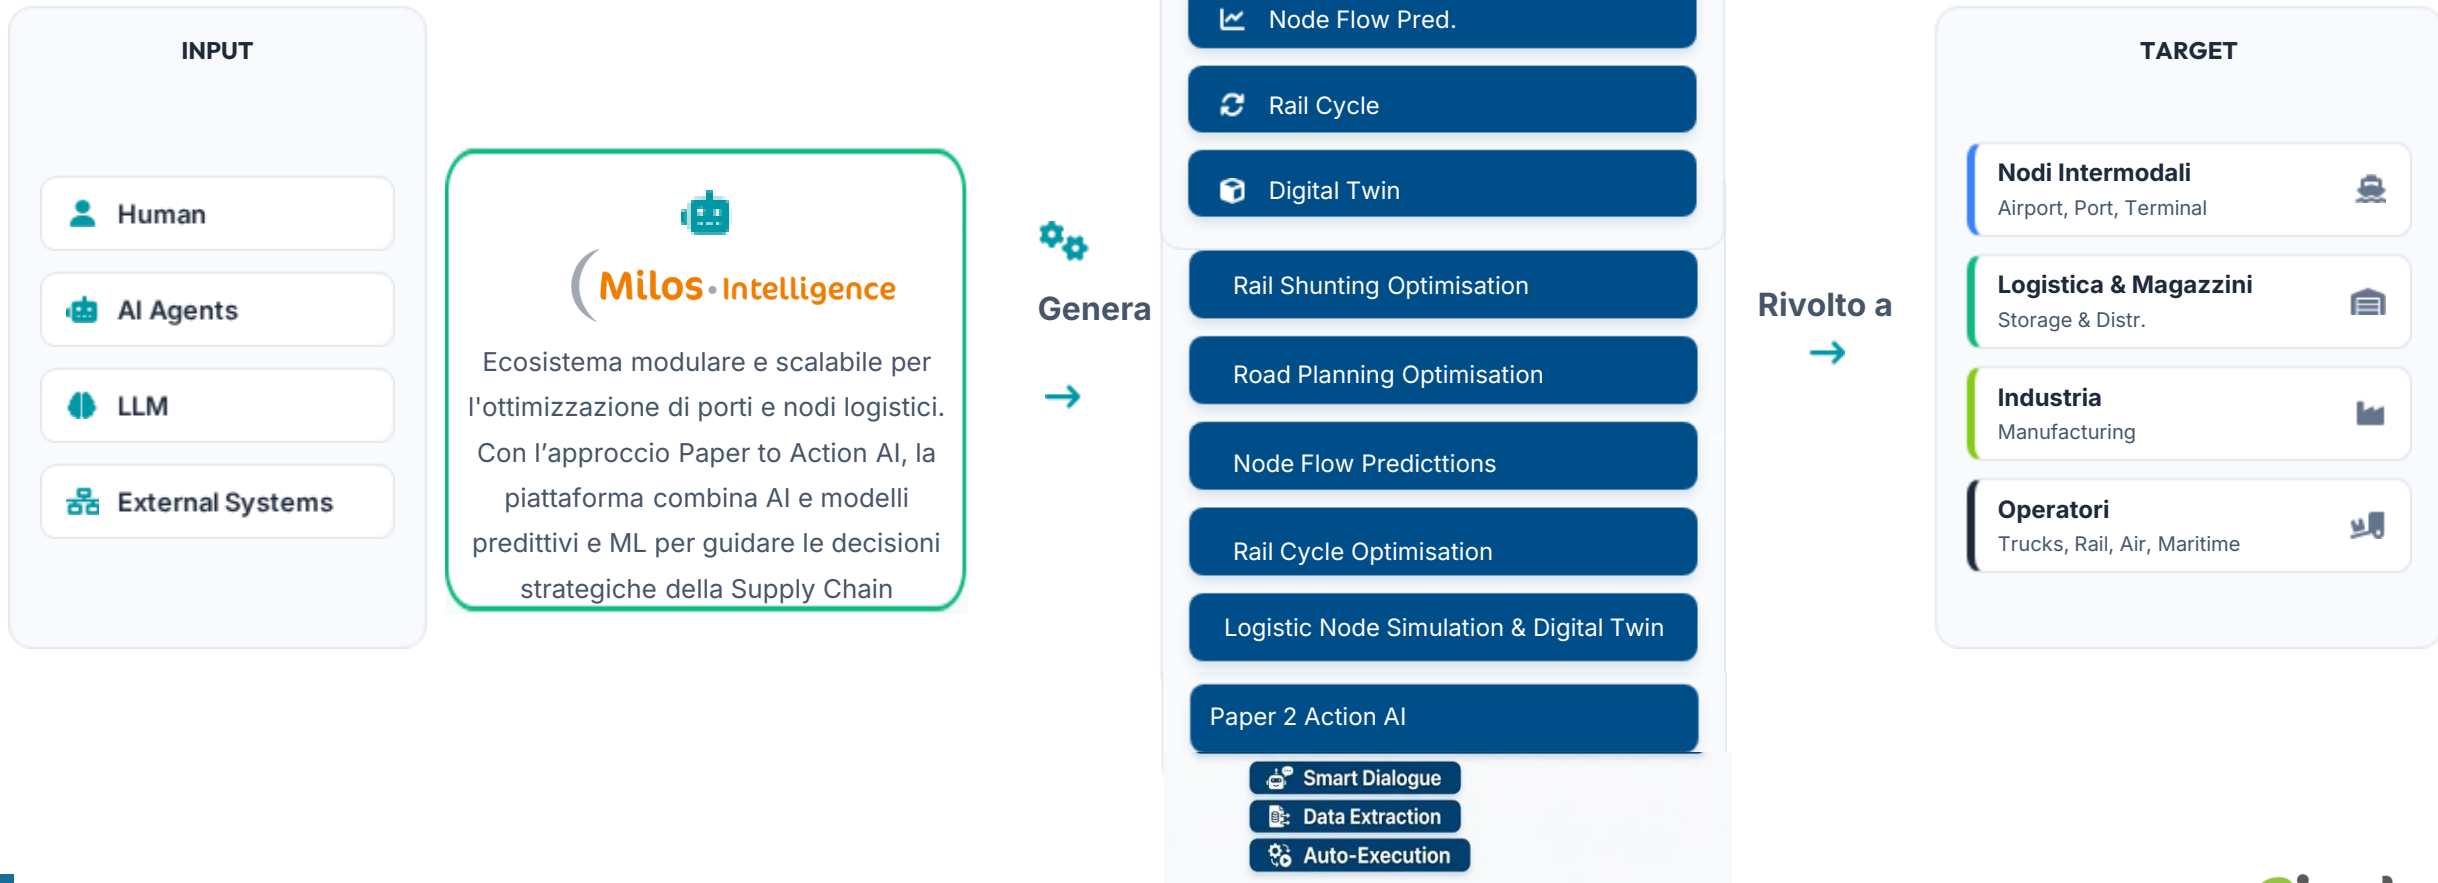 INPUT
Human
AI Agents
LLM
External Systems
Milos•Intelligence
Ecosistema modulare e scalabile per
l'ottimizzazione di porti e nodi logistici.
Con l’approccio Paper to Action AI, la
piattaforma combina AI e modelli
predittivi e ML per guidare le decisioni
strategiche della Supply Chain
Genera
→
Node Flow Pred.
Rail Cycle
Digital Twin
Rail Shunting Optimisation
Road Planning Optimisation
Node Flow Predicttions
Rail Cycle Optimisation
Logistic Node Simulation & Digital Twin
Paper 2 Action AI
Smart Dialogue
Data Extraction
Auto-Execution
Rivolto a
→
TARGET
Nodi Intermodali
Airport, Port, Terminal
Logistica & Magazzini
Storage & Distr.
Industria
Manufacturing
Operatori
Trucks, Rail, Air, Maritime